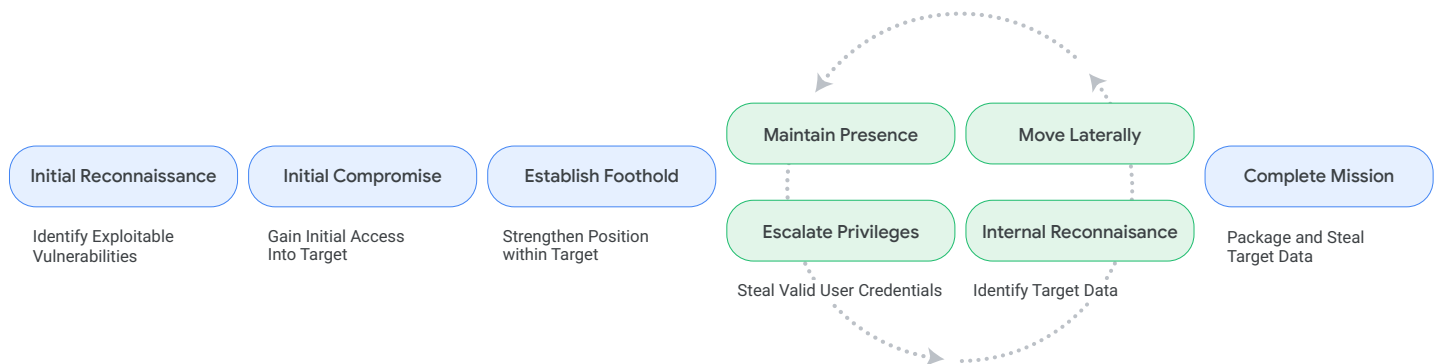 Initial Reconnaissance
Identify Exploitable
Vulnerabilities
Initial Compromise
Gain Initial Access
Into Target
Establish Foothold
Strengthen Position
within Target
Maintain Presence
Move Laterally
Escalate Privileges
Steal Valid User Credentials
Internal Reconnaisance
Identify Target Data
Complete Mission
Package and Steal
Target Data